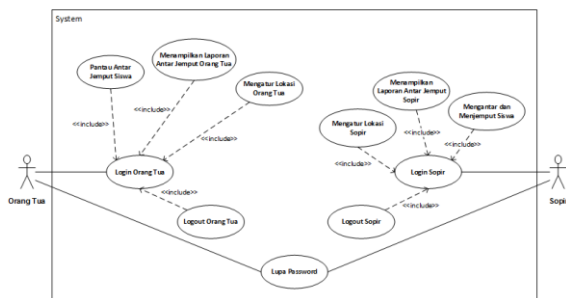 System
Menampilkan Laporan
Antar Jemput Orang Tua
Pantau Antar
Jemput Siswa
Mengatur Lokasi
Orang Tua
Menampilkan
Laporan Antar Jemput
Sopir
Mengatur Lokasi
Sopir
Mengantar dan
Menjemput Siswa
<<include>>
<<include>>
<<include>>
<<include>>
<<include>>
<<include>>
Login Orang Tua
Login Sopir
Orang Tua
Sopi
<<include>>
<<include>>
Logout Orang Tua
Logout Sopir
Lupa Password